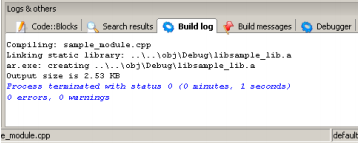 Logs & others
Code::Blocks Search results Build log Build messages Debugger
Compiling: sample_module.cpp
Linking static library: ..\..\obj\Debug\libsample_lib.a
ar.exe: creating ..\..\obj\Debug\libsample_lib.a
Output size is 2.53 KB
Process terminated with status 0 (0 minutes, 1 seconds)
0 errors, 0 warnings
e_module.cpp default